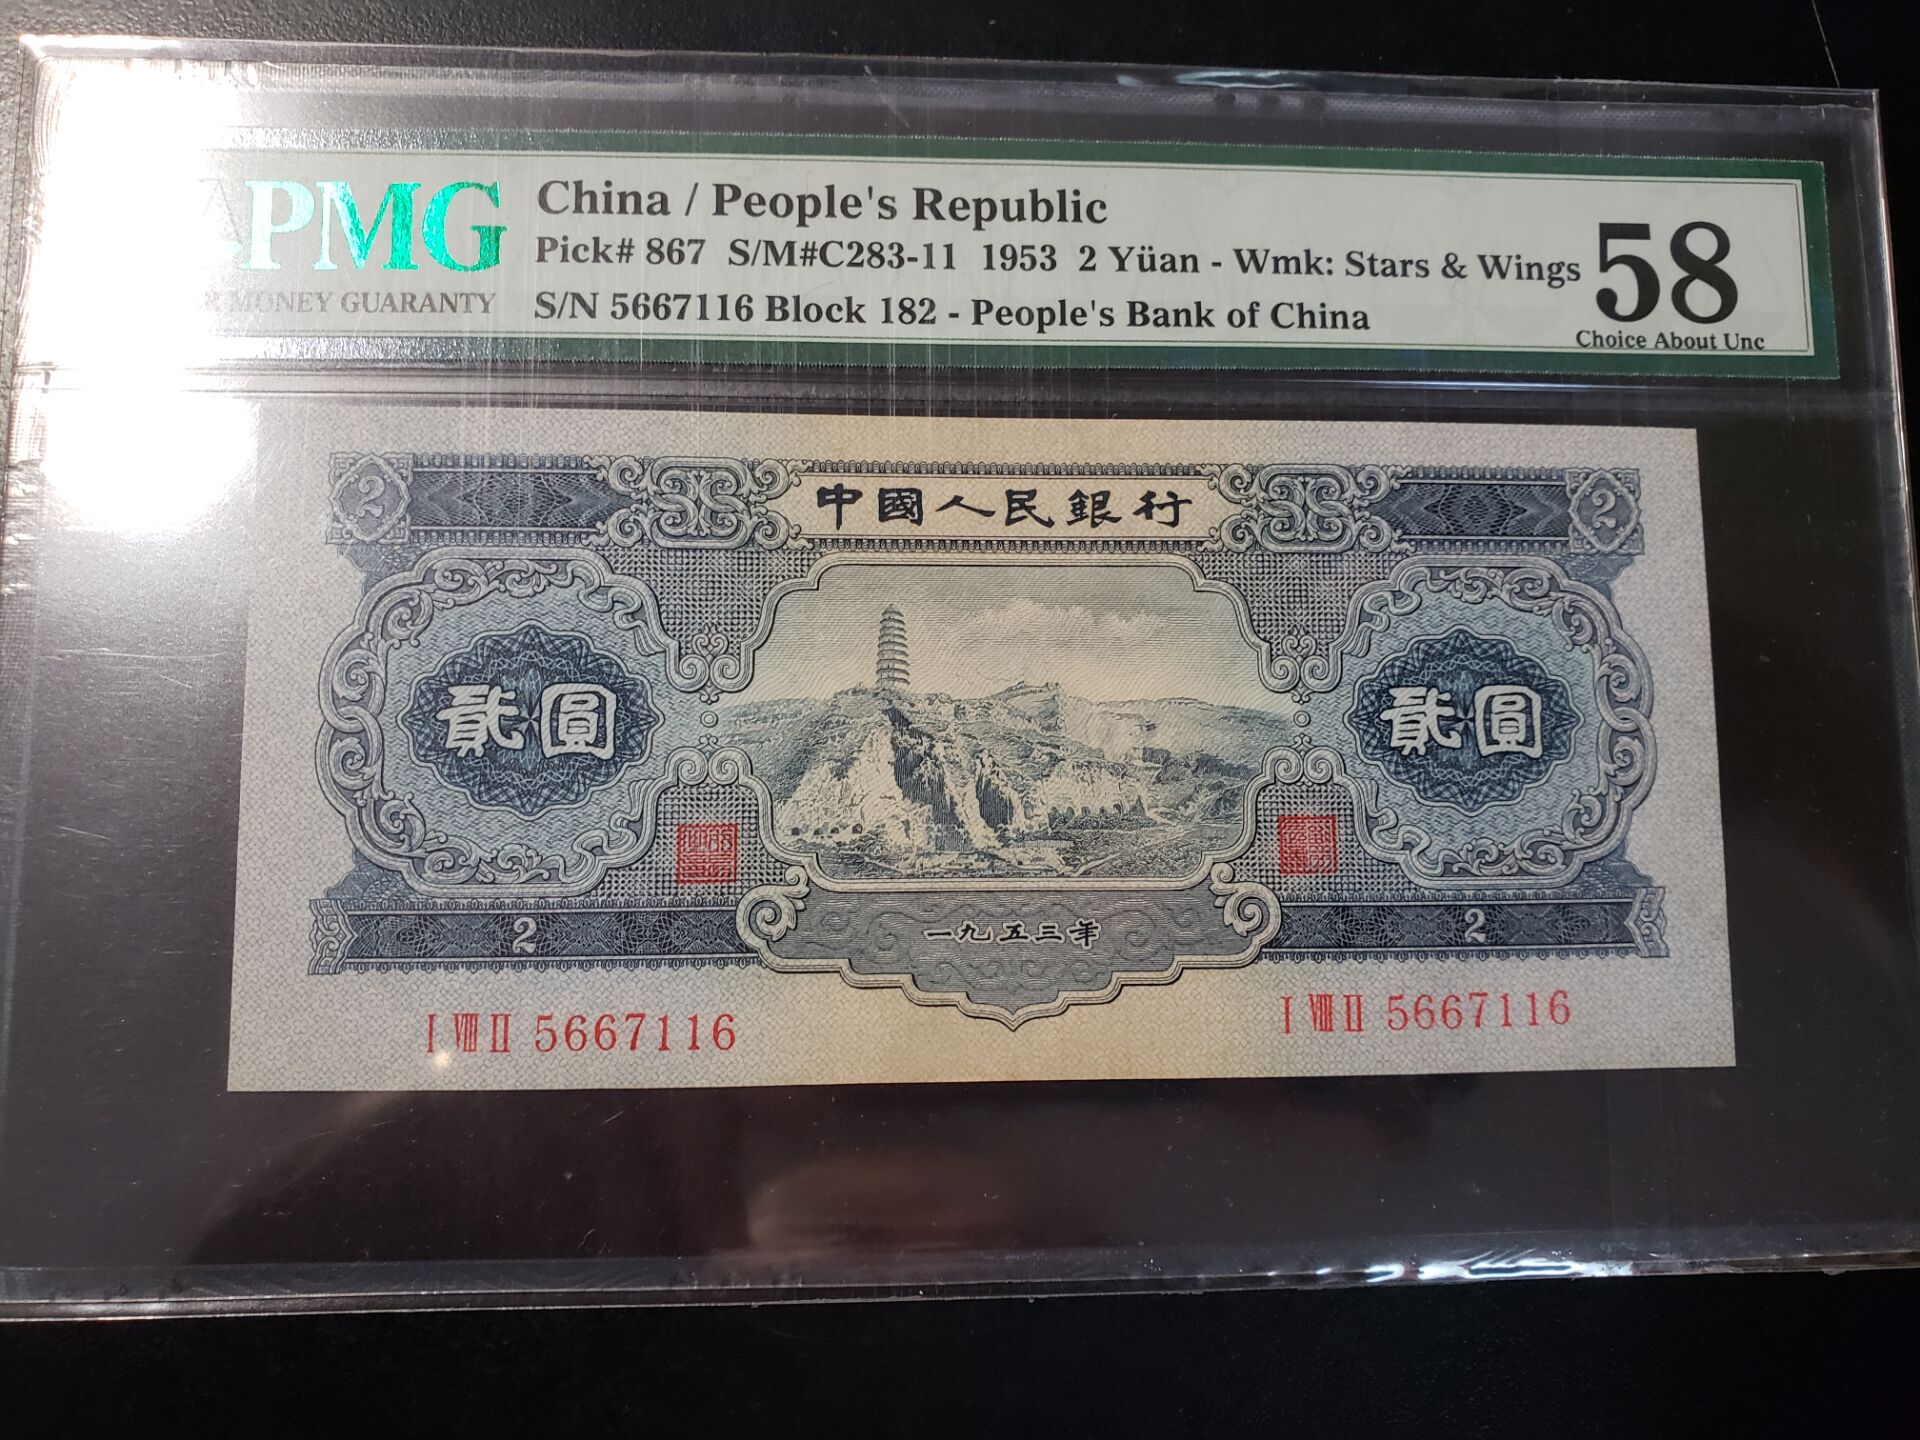 PMG
MONEY GUARANTY
China / People's Republic
Pick# 867 S/M#C283-11 1953 2 Yüan - Wmk: Stars & Wings
S/N 5667116 Block 182 - People's Bank of China
58
Choice About Unc
2
中國人民銀行
2
貳圓
貳圓
2
一九五三年
2
I VIII II 5667116
I VIII II 5667116